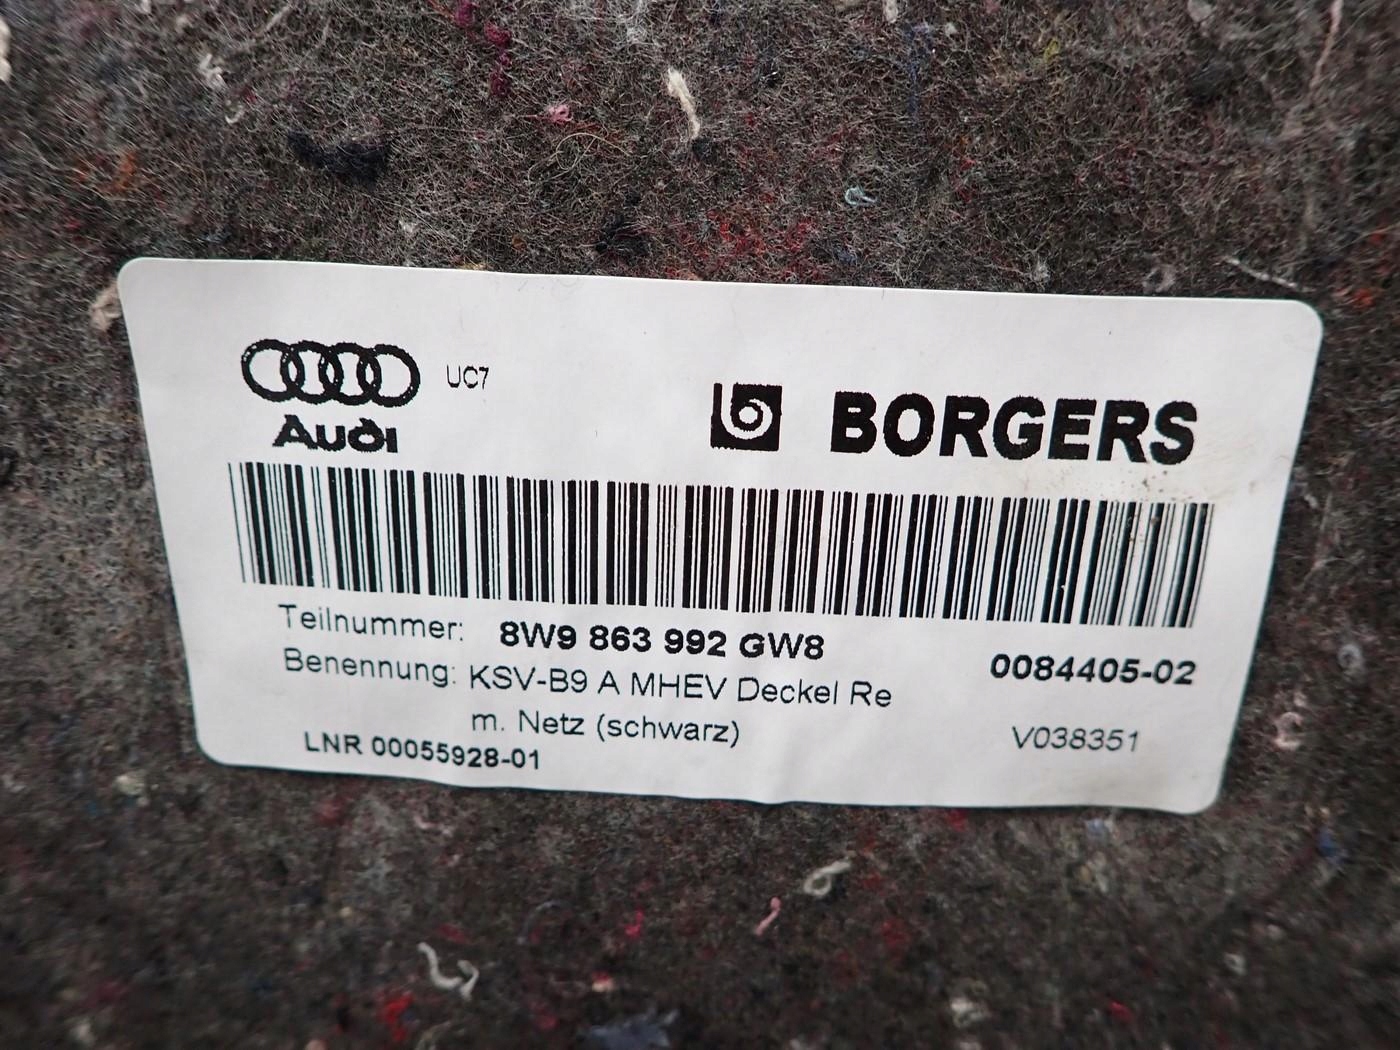 UC7
Audi
BORGERS
Teilnummer: 8W9 863 992 GW8
0084405-02
Benennung: KSV-B9 A MHEV Deckel Re
m. Netz (schwarz)
V038351
LNR 00055928-01